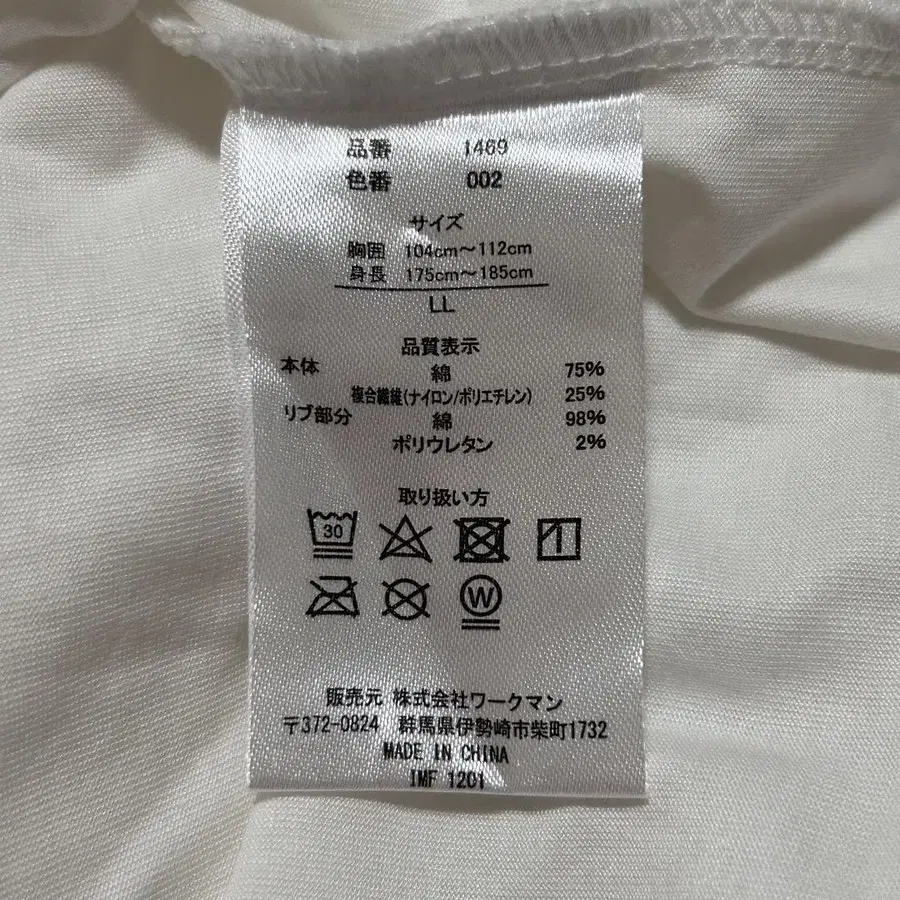 品番 1469
色番 002
サイズ
胸囲 104cm～112cm
身長 175cm～185cm
LL
品質表示
本体 綿 75%
複合繊維(ナイロン/ポリエチレン) 25%
リブ部分 綿 98%
ポリウレタン 2%
取り扱い方
30
W
販売元 株式会社ワークマン
〒372-0824 群馬県伊勢崎市柴町1732
MADE IN CHINA
IMF 1201